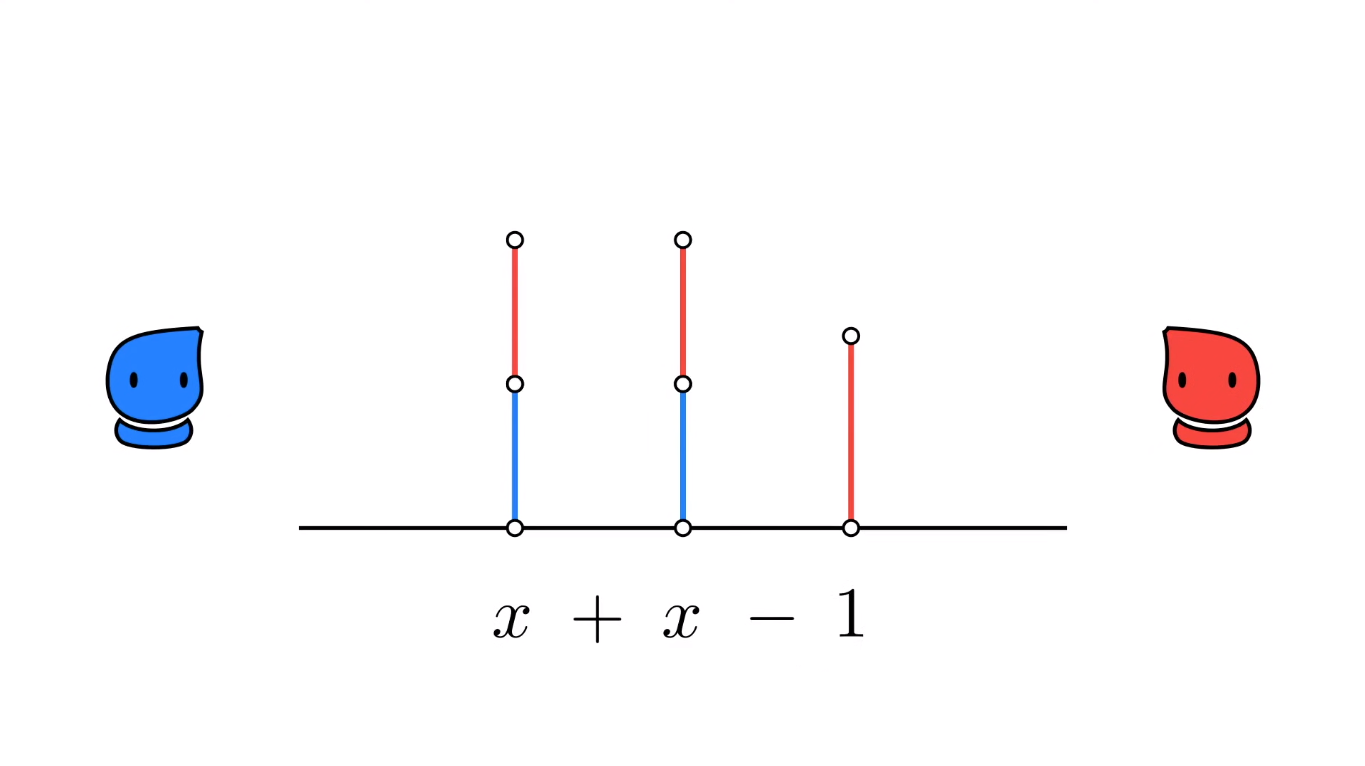 x + x − 1